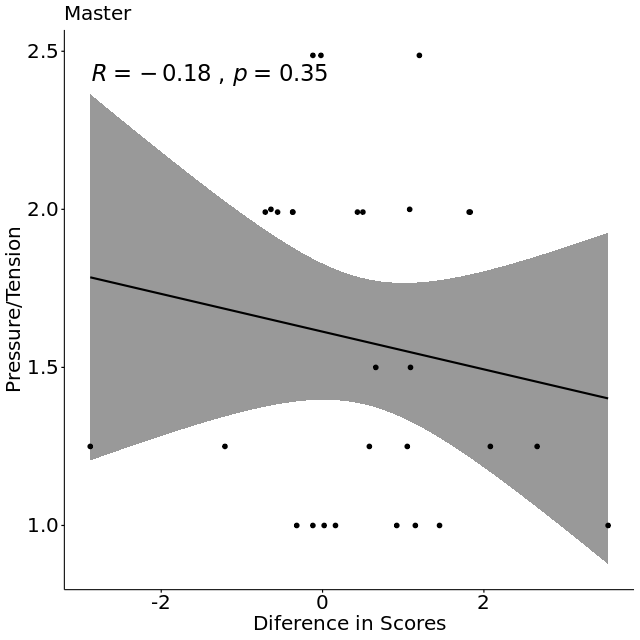 Master
R = −0.18 , p = 0.35
Pressure/Tension
2.5
2.0
1.5
1.0
-2 0 2
Diference in Scores